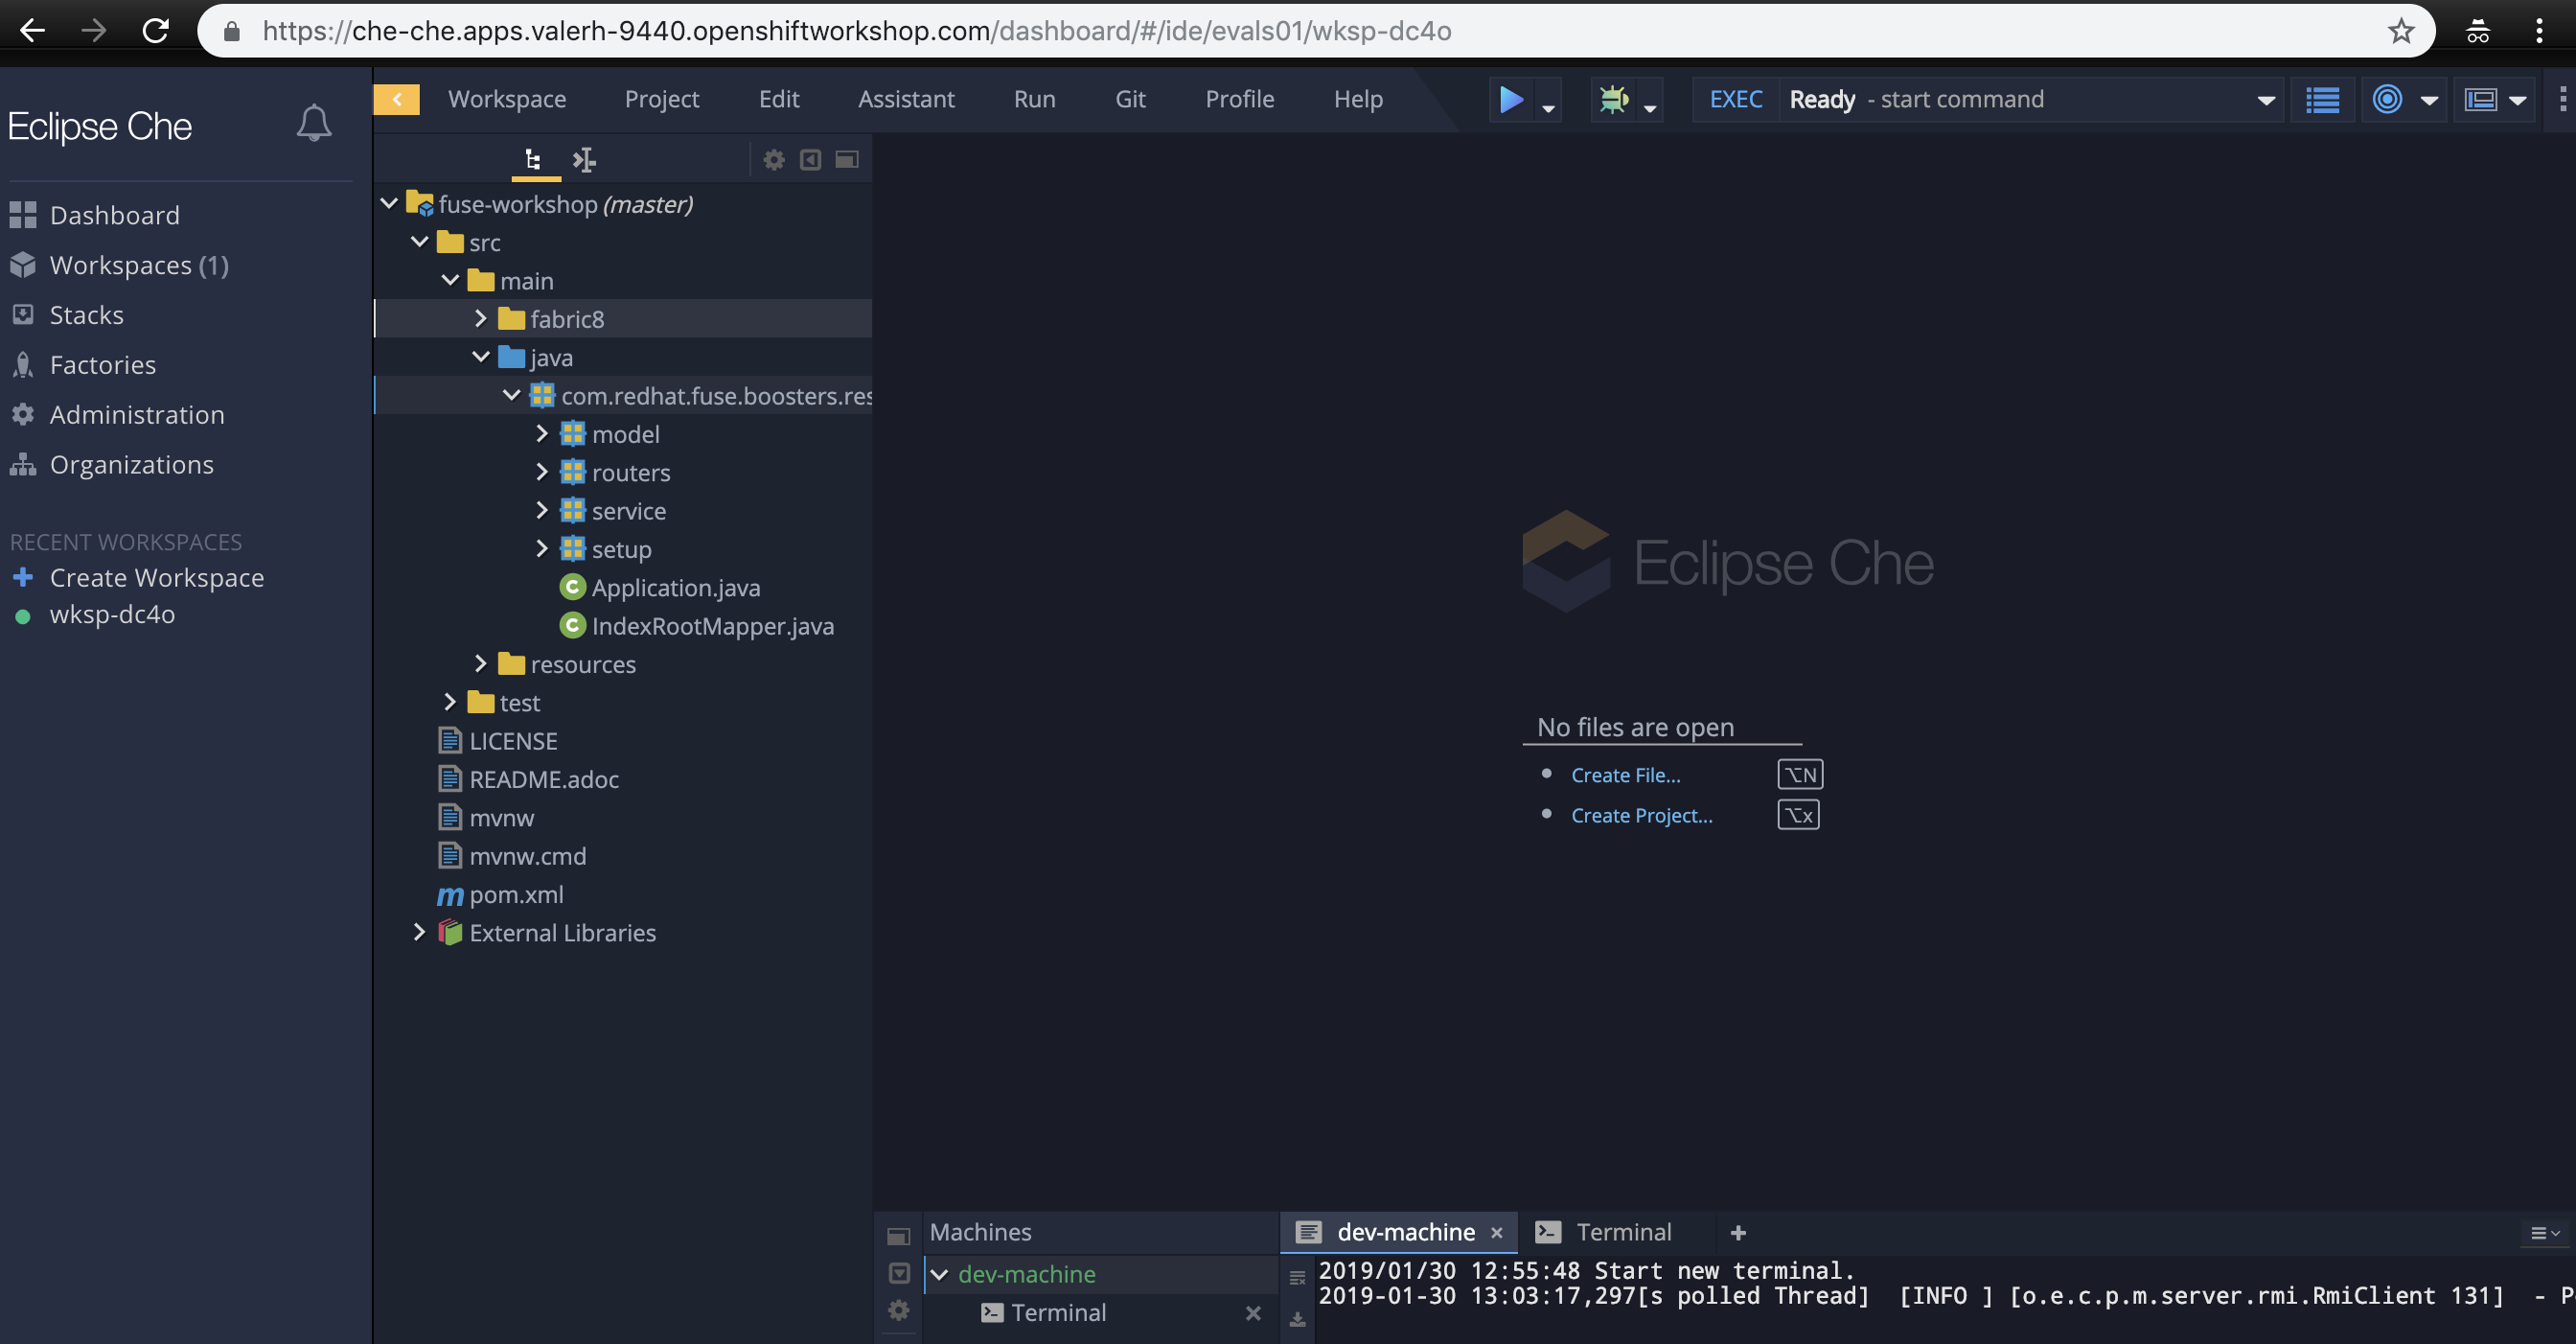 https://che-che.apps.valerh-9440.openshiftworkshop.com/dashboard/#/ide/evals01/wksp-dc4o
Eclipse Che
Dashboard
Workspaces (1)
Stacks
Factories
Administration
Organizations
RECENT WORKSPACES
Create Workspace
wksp-dc4o
Workspace Project Edit Assistant Run Git Profile Help
EXEC Ready - start command
fuse-workshop (master)
src
main
fabric8
java
com.redhat.fuse.boosters.res
model
routers
service
setup
C Application.java
C IndexRootMapper.java
resources
test
LICENSE
README.adoc
mvnw
mvnw.cmd
m pom.xml
External Libraries
Eclipse Che
No files are open
Create File... ⌥N
Create Project... ⌥x
Machines
dev-machine
Terminal
dev-machine × Terminal +
2019/01/30 12:55:48 Start new terminal.
2019-01-30 13:03:17,297[s polled Thread]  [INFO ] [o.e.c.p.m.server.rmi.RmiClient 131]  - P